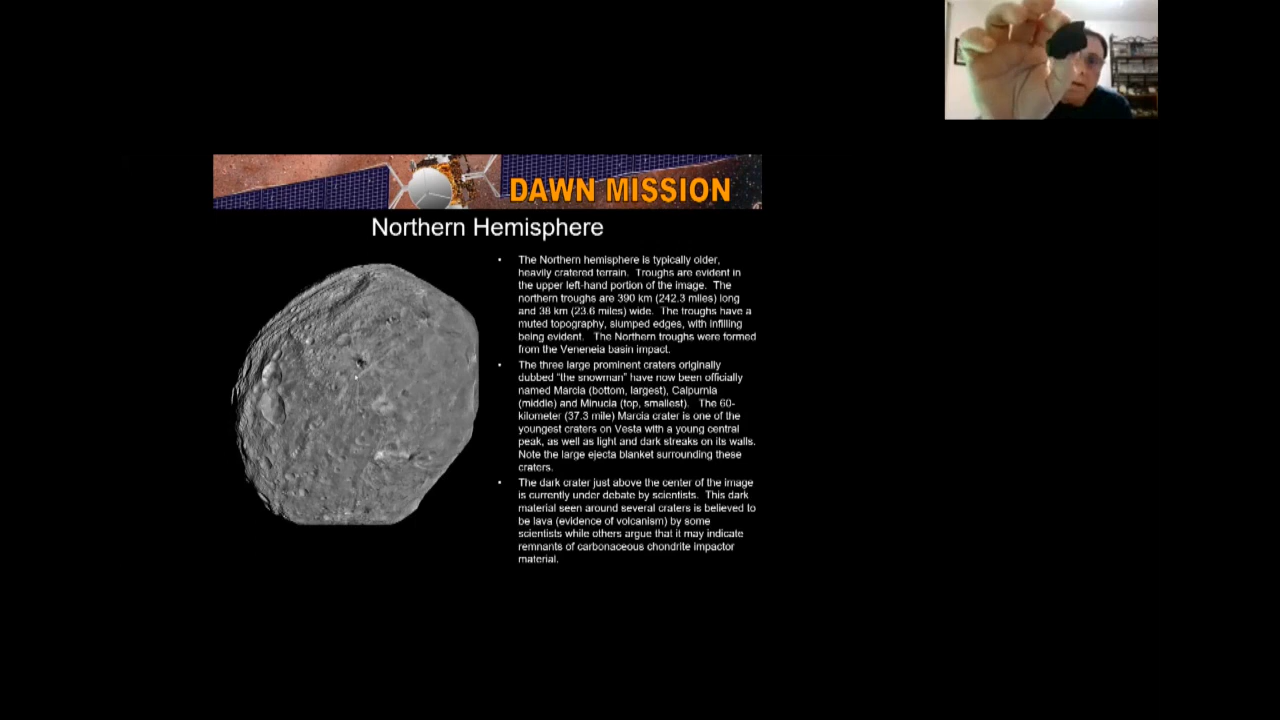 DAWN MISSION
Northern Hemisphere
• The Northern hemisphere is typically older,
heavily cratered terrain. Troughs are evident in
the upper left-hand portion of the image. The
northern troughs are 390 km (242.3 miles) long
and 38 km (23.6 miles) wide. The troughs have a
muted topography, slumped edges, with infilling
being evident. The Northern troughs were formed
from the Veneneia basin impact.
• The three large prominent craters originally
dubbed "the snowman" have now been officially
named Marcia (bottom, largest), Calpurnia
(middle) and Minucia (top, smallest). The 60-
kilometer (37.3 mile) Marcia crater is one of the
youngest craters on Vesta with a young central
peak, as well as light and dark streaks on its walls.
Note the large ejecta blanket surrounding these
craters.
• The dark crater just above the center of the image
is currently under debate by scientists. This dark
material seen around several craters is believed to
be lava (evidence of volcanism) by some
scientists while others argue that it may indicate
remnants of carbonaceous chondrite impactor
material.